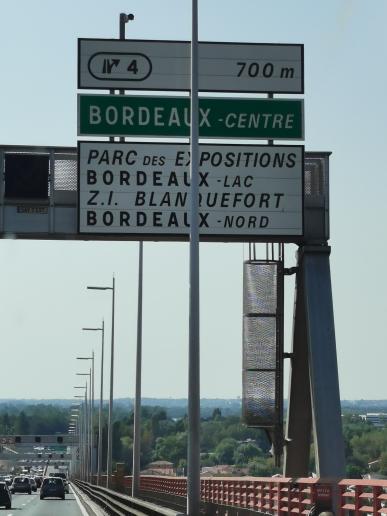 4 700 m
BORDEAUX-CENTRE
PARC DES EXPOSITIONS
BORDEAUX-LAC
Z.I. BLANQUEFORT
BORDEAUX-NORD